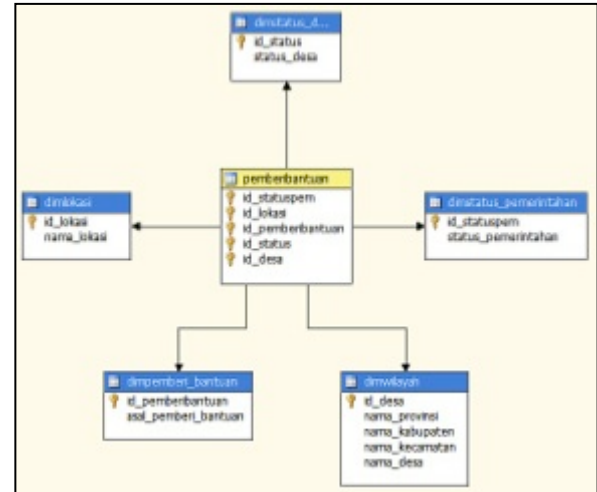 dimstatus_d...
id_status
status_desa
pemberibantuan
id_statuspem
id_lokasi
id_pemberibantuan
id_status
id_desa
dimlokasi
id_lokasi
nama_lokasi
dimstatus_pemerintahan
id_statuspem
status_pemerintahan
dimpemberi_bantuan
id_pemberibantuan
asal_pemberi_bantuan
dimwilayah
id_desa
nama_provinsi
nama_kabupaten
nama_kecamatan
nama_desa